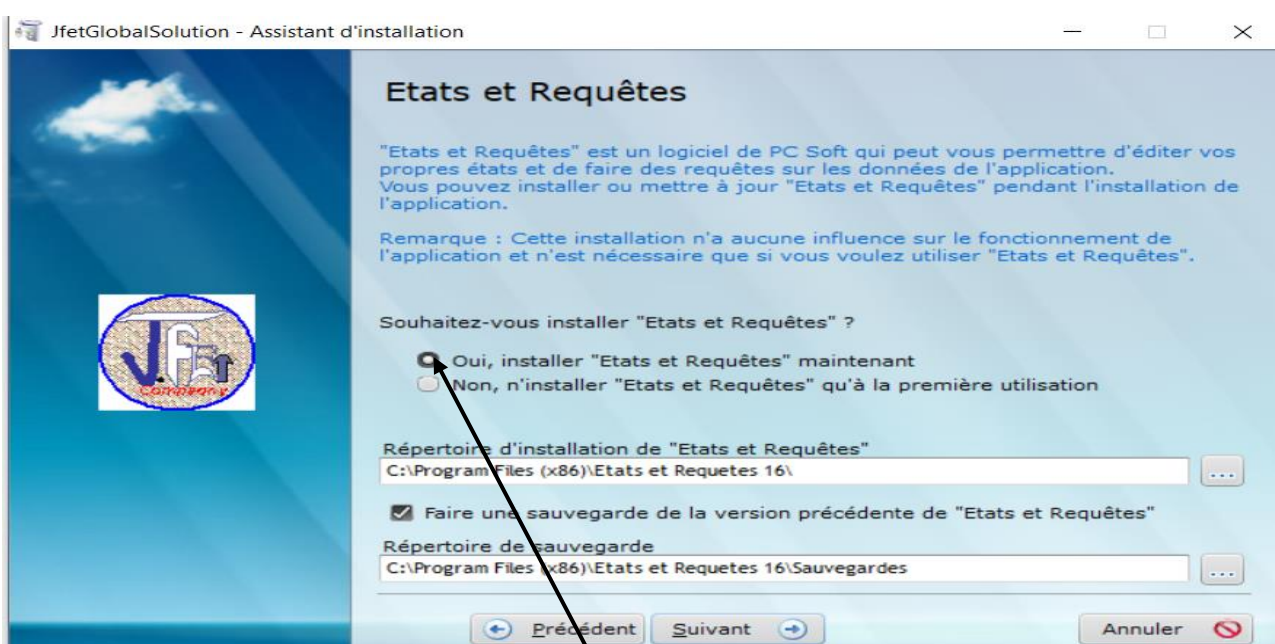 JfetGlobalSolution - Assistant d'installation
Etats et Requêtes
"Etats et Requêtes" est un logiciel de PC Soft qui peut vous permettre d'éditer vos
propres états et de faire des requêtes sur les données de l'application.
Vous pouvez installer ou mettre à jour "Etats et Requêtes" pendant l'installation de
l'application.
Remarque : Cette installation n'a aucune influence sur le fonctionnement de
l'application et n'est nécessaire que si vous voulez utiliser "Etats et Requêtes".
J.Fet
Company
Souhaitez-vous installer "Etats et Requêtes" ?
Oui, installer "Etats et Requêtes" maintenant
Non, n'installer "Etats et Requêtes" qu'à la première utilisation
Répertoire d'installation de "Etats et Requêtes"
C:\Program Files (x86)\Etats et Requetes 16\
...
Faire une sauvegarde de la version précédente de "Etats et Requêtes"
Répertoire de sauvegarde
C:\Program Files (x86)\Etats et Requetes 16\Sauvegardes
...
Précédent
Suivant
Annuler